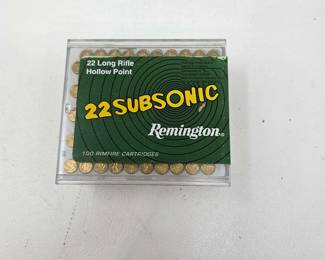 22 Long Rifle
Hollow Point
22 SUBSONIC
Remington®
100 RIMFIRE CARTRIDGES